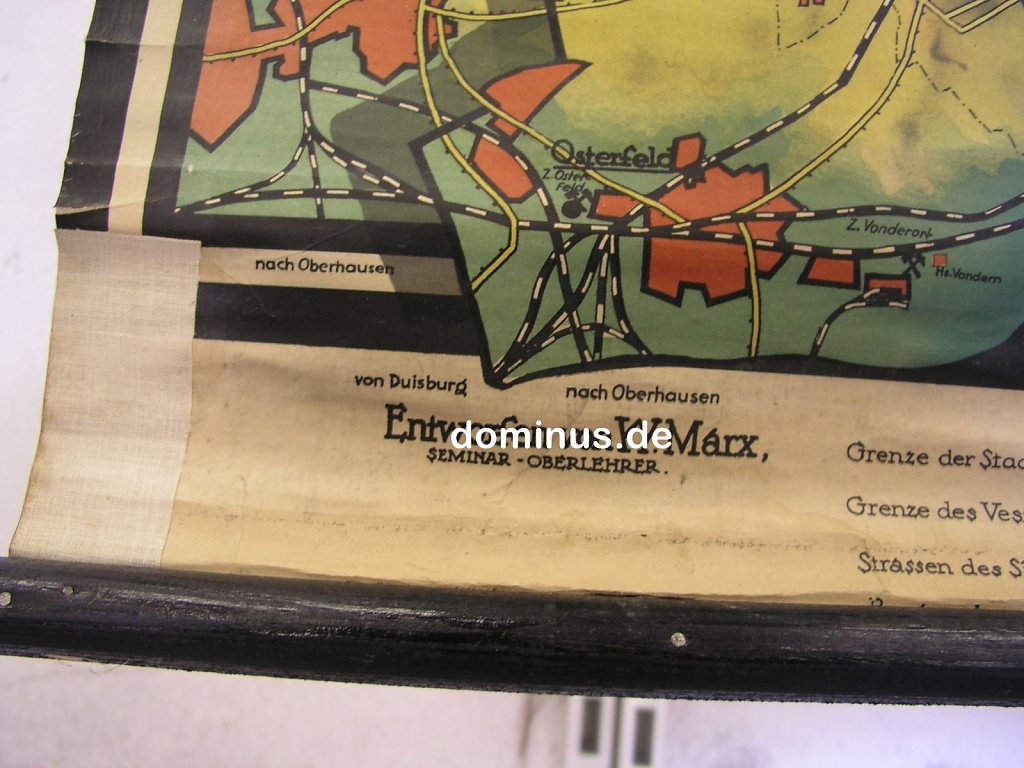 Osterfeld
Z. Oster-
feld
Z. Vonderort
Hs. Vondern
nach Oberhausen
von Duisburg
nach Oberhausen
Marx,
dominus.de
SEMINAR - OBERLEHRER.
Grenze der Stad
Grenze des Ves
Strassen des S